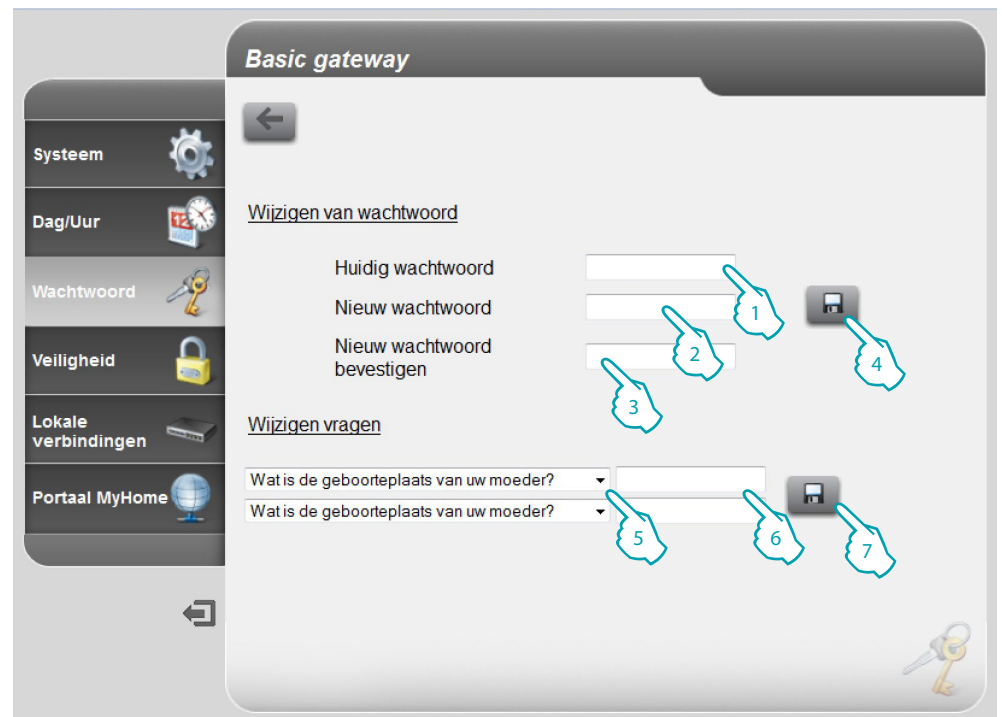 Basic gateway
Systeem
Dag/Uur
12
Wachtwoord
Veiligheid
Lokale
verbindingen
Portaal MyHome
Wijzigen van wachtwoord
Huidig wachtwoord
1
Nieuw wachtwoord
2
Nieuw wachtwoord
bevestigen
3
4
Wijzigen vragen
Wat is de geboorteplaats van uw moeder?
Wat is de geboorteplaats van uw moeder?
5
6
7